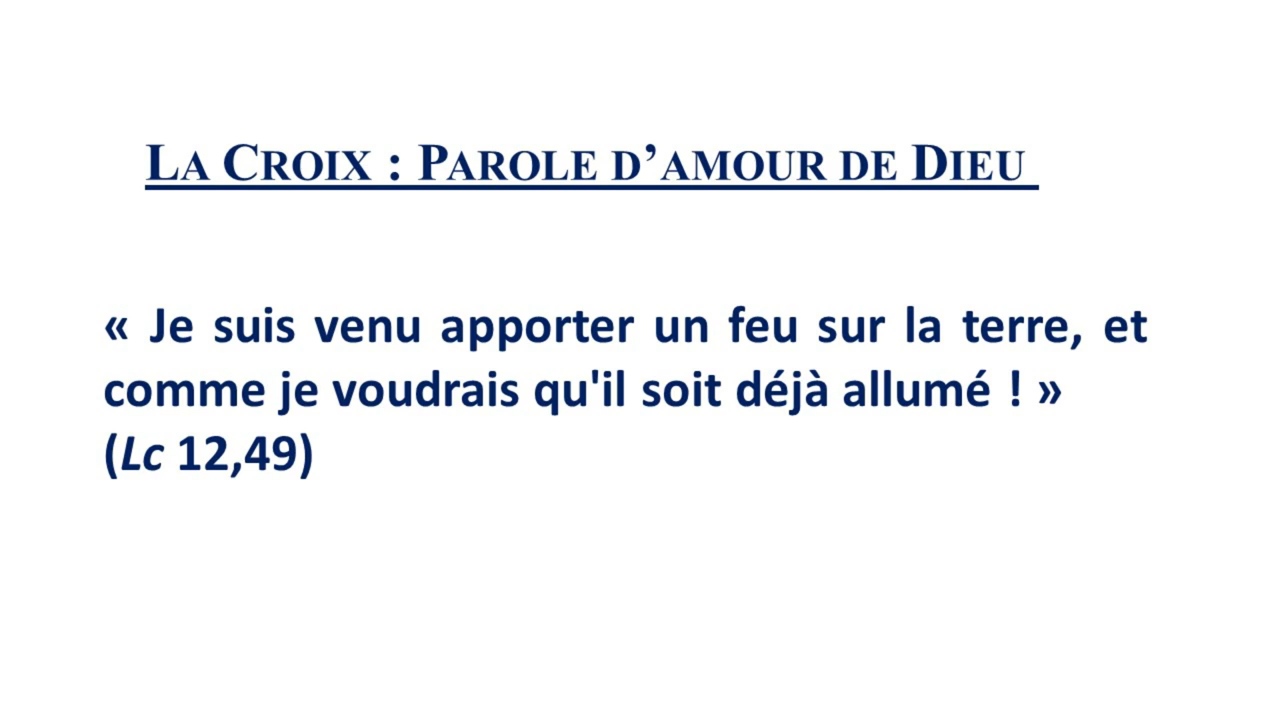 La Croix : Parole d’amour de Dieu
« Je suis venu apporter un feu sur la terre, et
comme je voudrais qu'il soit déjà allumé ! »
(Lc 12,49)